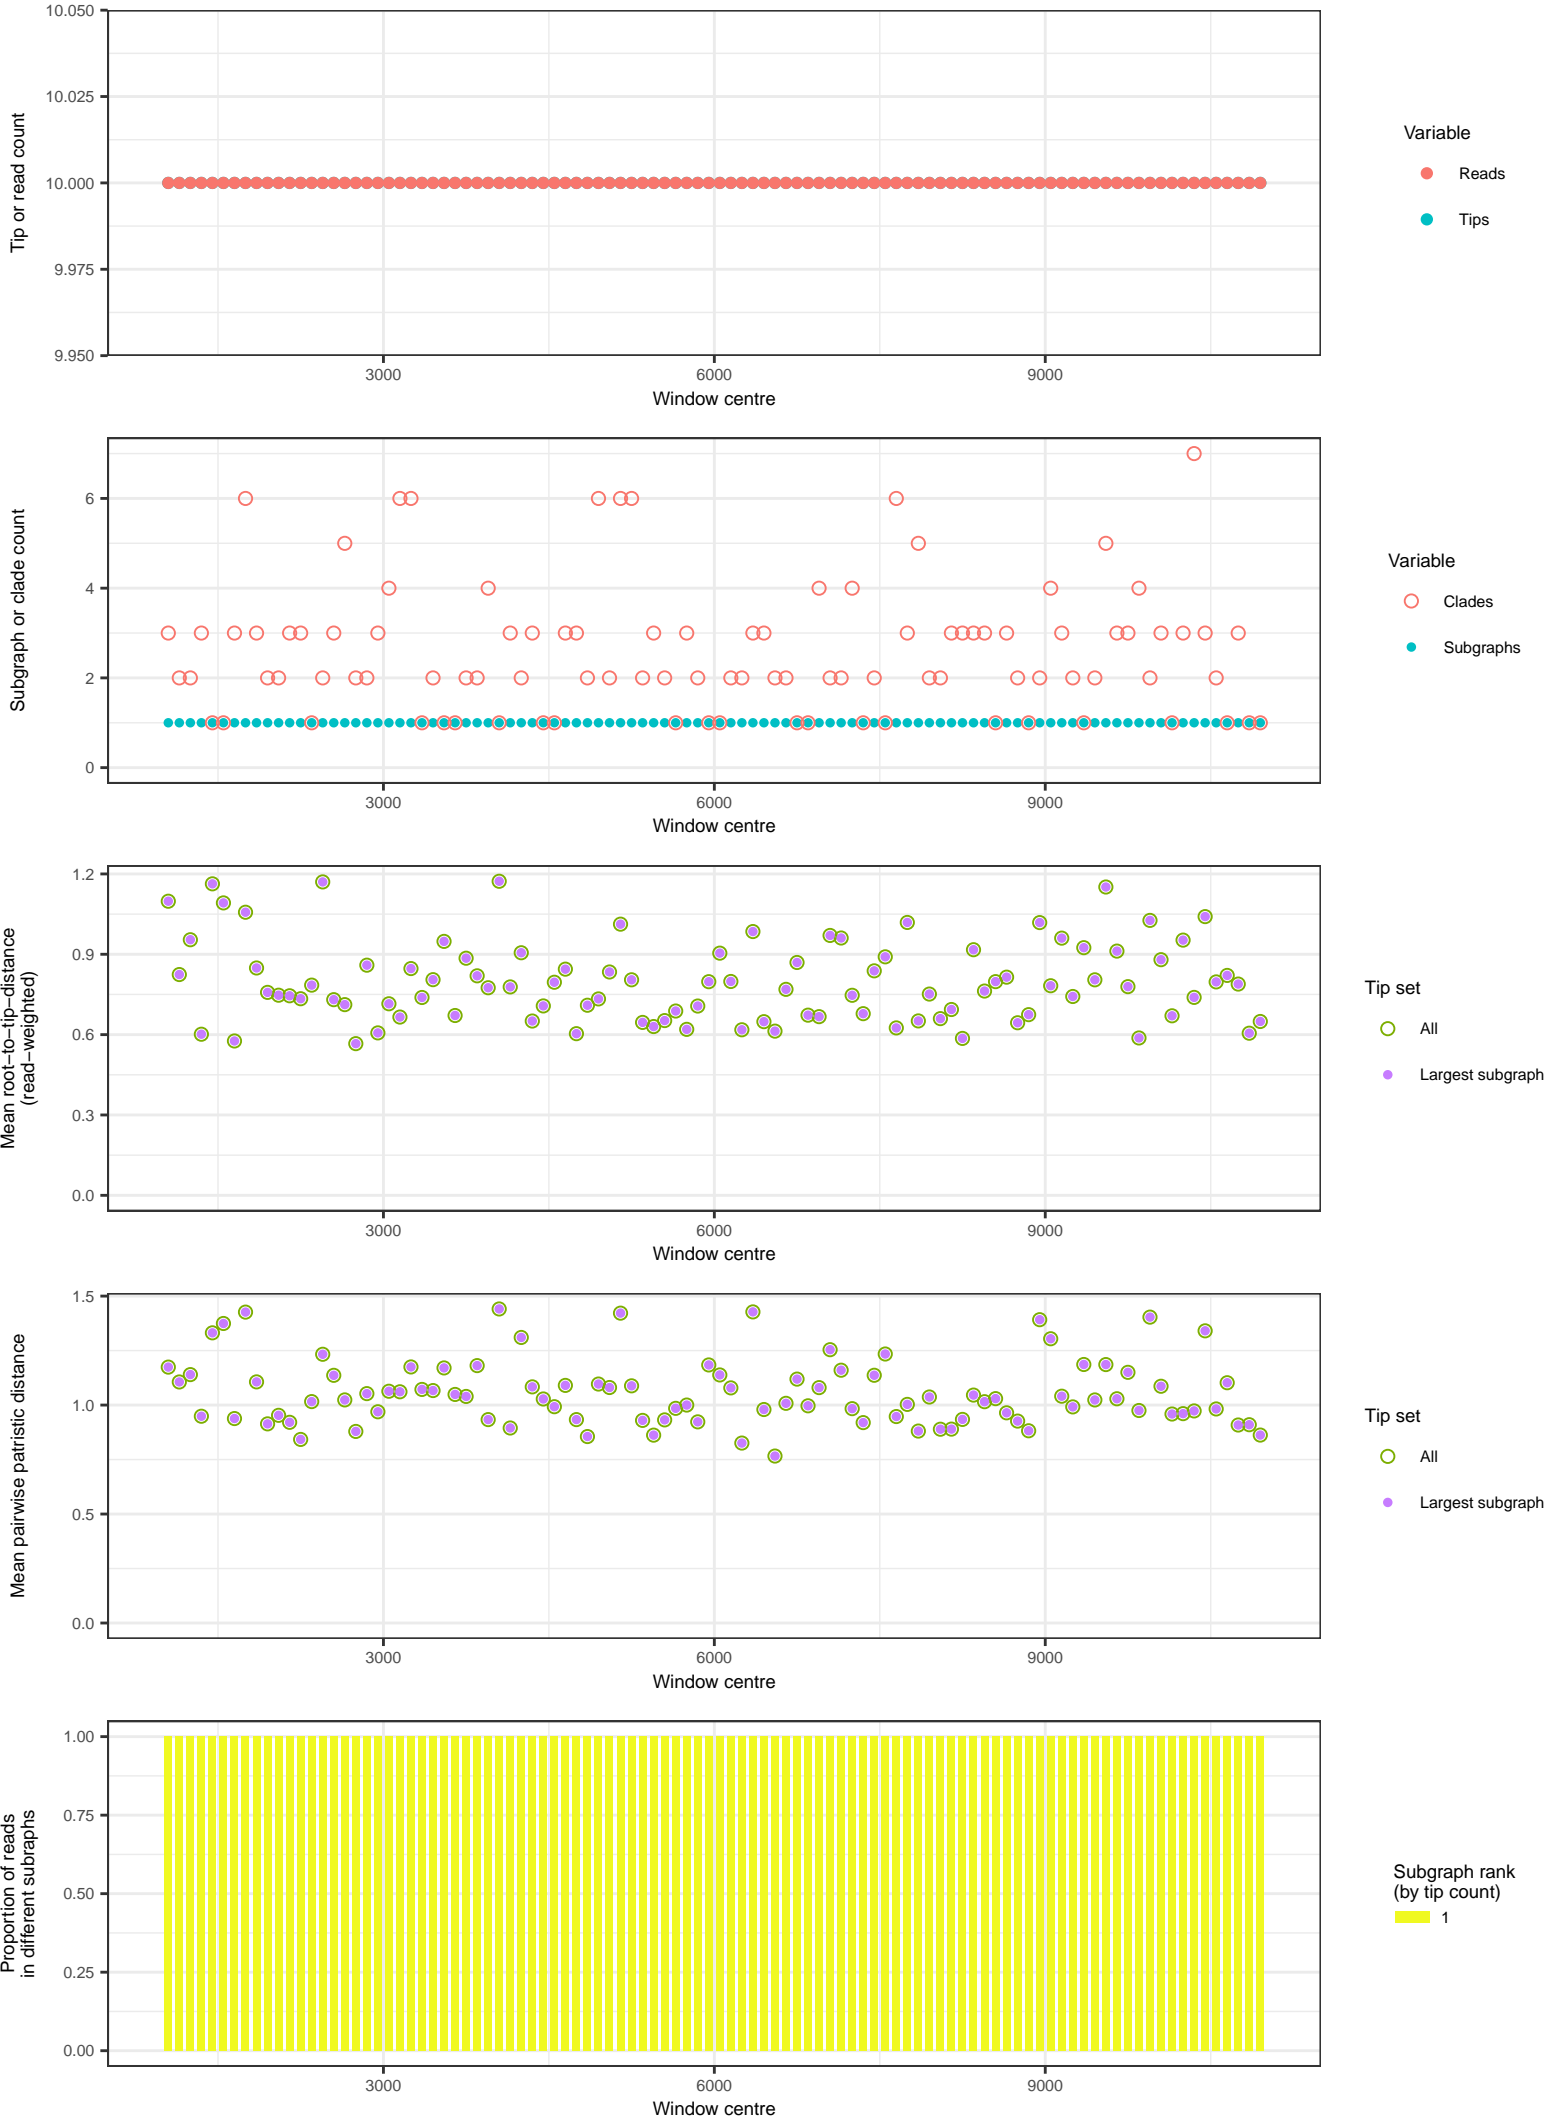 10.050
10.025
10.000
9.975
9.950
Tip or read count
3000
6000
9000
Window centre
Variable
Reads
Tips
6
4
2
0
Subgraph or clade count
3000
6000
9000
Window centre
Variable
Clades
Subgraphs
1.2
0.9
0.6
0.3
0.0
Mean root−to−tip−distance
(read−weighted)
3000
6000
9000
Window centre
Tip set
All
Largest subgraph
1.5
1.0
0.5
0.0
Mean pairwise patristic distance
3000
6000
9000
Window centre
Tip set
All
Largest subgraph
1.00
0.75
0.50
0.25
0.00
Proportion of reads
in different subraphs
3000
6000
9000
Window centre
Subgraph rank
(by tip count)
1